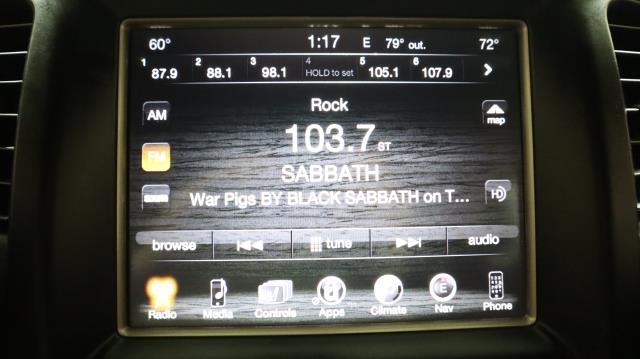 60° 1:17 E 79° out. 72°
1 87.9 2 88.1 3 98.1 4 HOLD to set 5 105.1 6 107.9
Rock
AM map
103.7 ST
FM
SABBATH
War Pigs BY BLACK SABBATH on T... HD
browse tune audio
E
Radio Media Controls Apps Climate Nav Phone